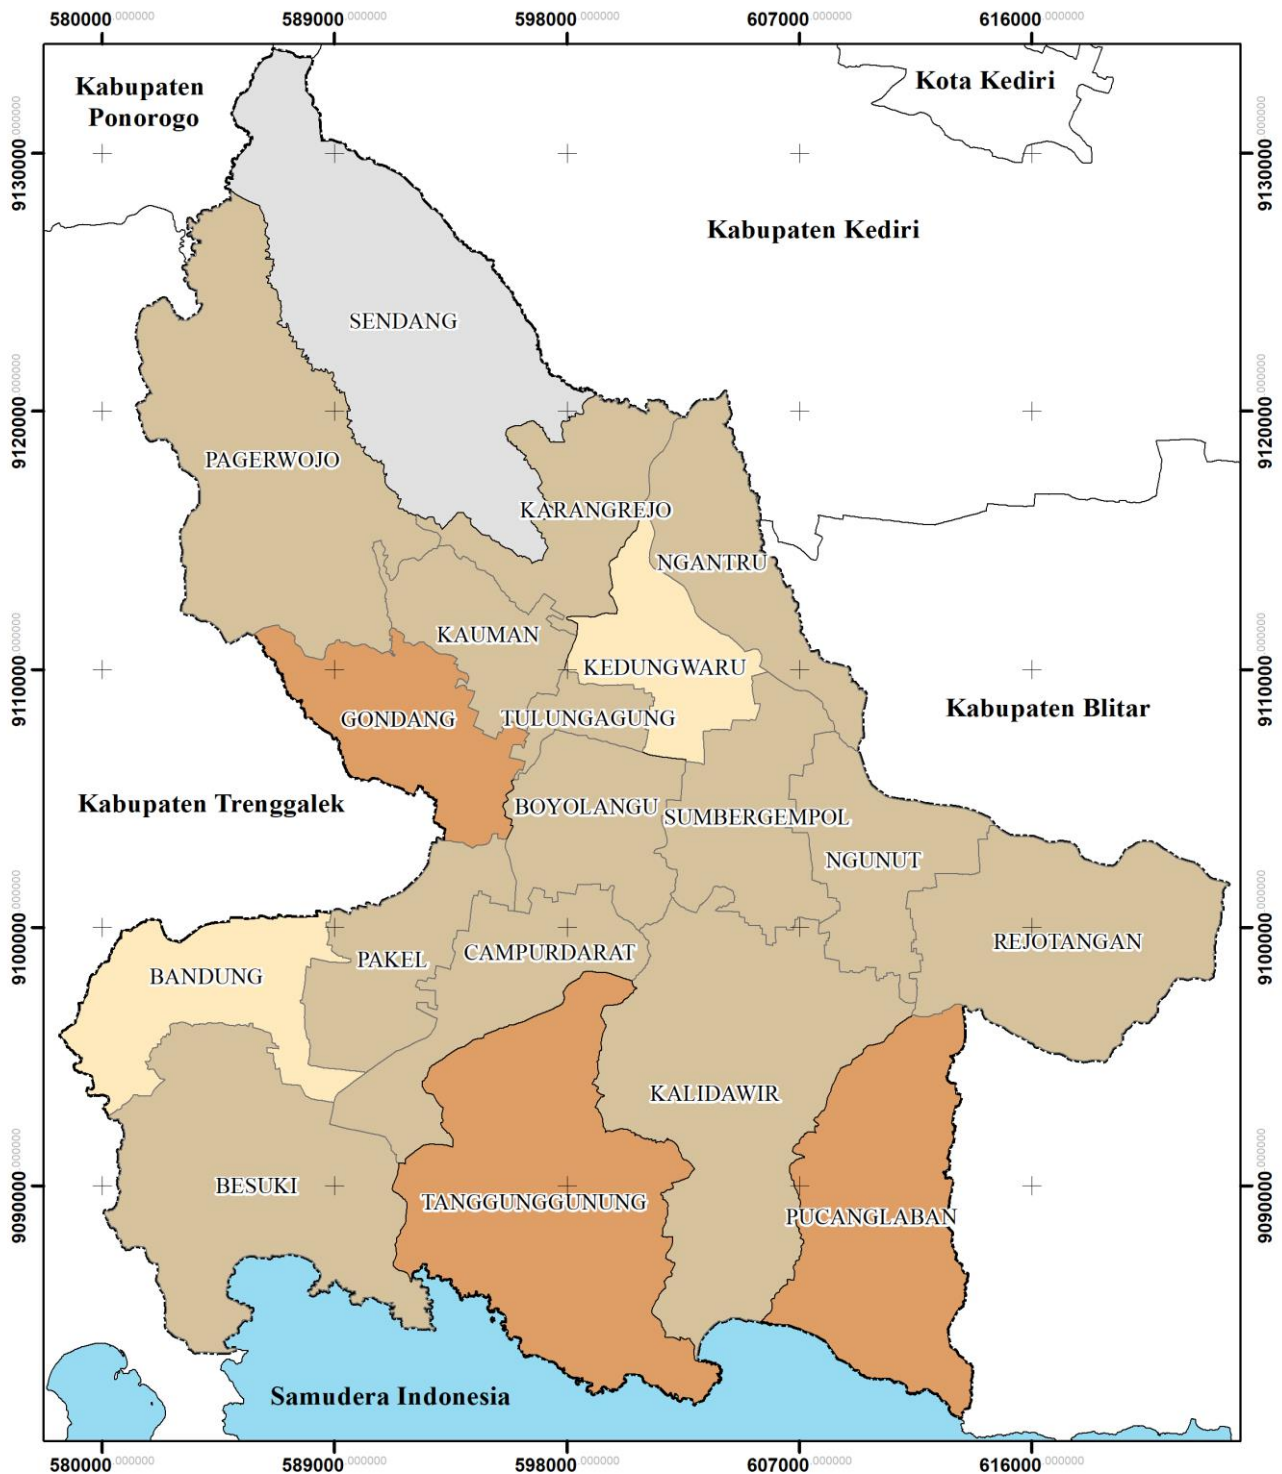 580000.000000 589000.000000 598000.000000 607000.000000 616000.000000
Kabupaten
Ponorogo
Kota Kediri
9130000.000000
9130000.000000
Kabupaten Kediri
SENDANG
9120000.000000
9120000.000000
PAGERWOJO
KARANGREJO
NGANTRU
KAUMAN
KEDUNGWARU
9110000.000000
9110000.000000
GONDANG
TULUNGAGUNG
Kabupaten Blitar
Kabupaten Trenggalek
BOYOLANGU
SUMBERGEMPOL
NGUNUT
REJOTANGAN
9100000.000000
9100000.000000
CAMPURDARAT
PAKEL
BANDUNG
KALIDAWIR
BESUKI
9090000.000000
9090000.000000
TANGGUNGGUNUNG
PUCANGLABAN
Samudera Indonesia
580000.000000 589000.000000 598000.000000 607000.000000 616000.000000